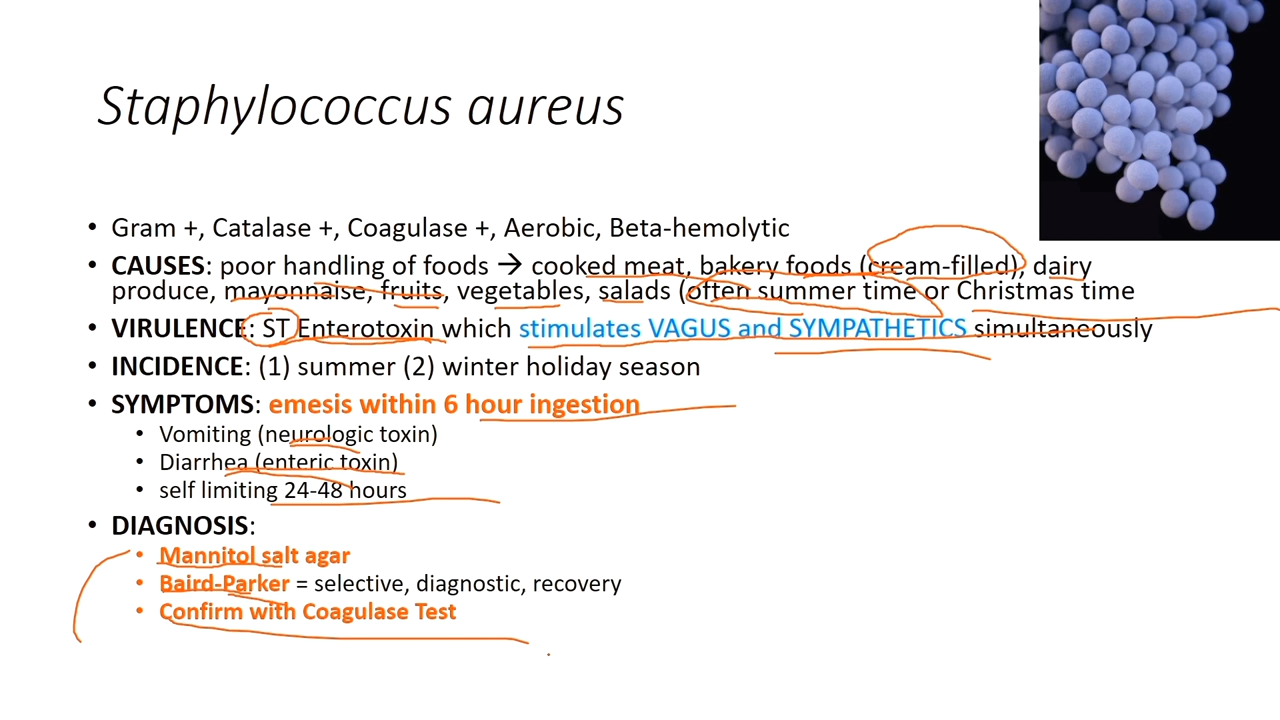 Staphylococcus aureus
• Gram +, Catalase +, Coagulase +, Aerobic, Beta-hemolytic
• CAUSES: poor handling of foods → cooked meat, bakery foods (cream-filled), dairy
produce, mayonnaise, fruits, vegetables, salads (often summer time or Christmas time
• VIRULENCE: ST Enterotoxin which stimulates VAGUS and SYMPATHETICS simultaneously
• INCIDENCE: (1) summer (2) winter holiday season
• SYMPTOMS: emesis within 6 hour ingestion
• Vomiting (neurologic toxin)
• Diarrhea (enteric toxin)
• self limiting 24-48 hours
• DIAGNOSIS:
• Mannitol salt agar
• Baird-Parker = selective, diagnostic, recovery
• Confirm with Coagulase Test